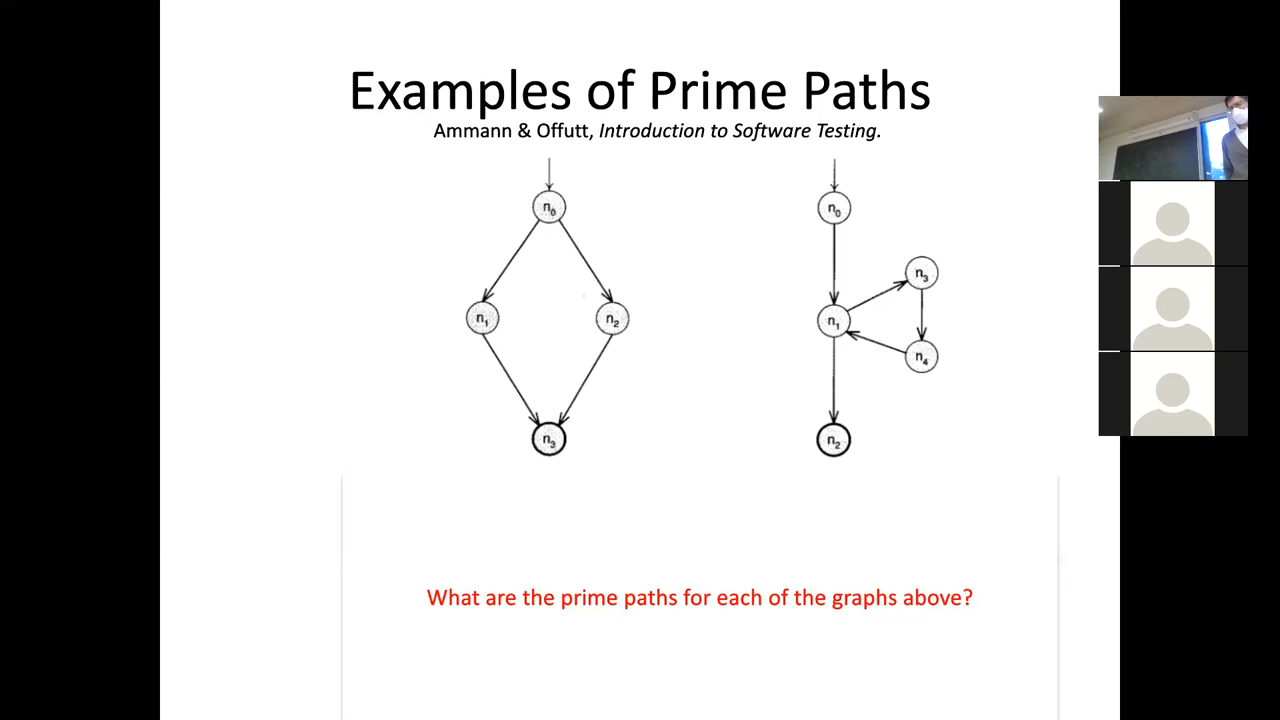 Examples of Prime Paths
Ammann & Offutt, Introduction to Software Testing.
n0
n0
n3
n1
n2
n1
n4
n3
n2
What are the prime paths for each of the graphs above?